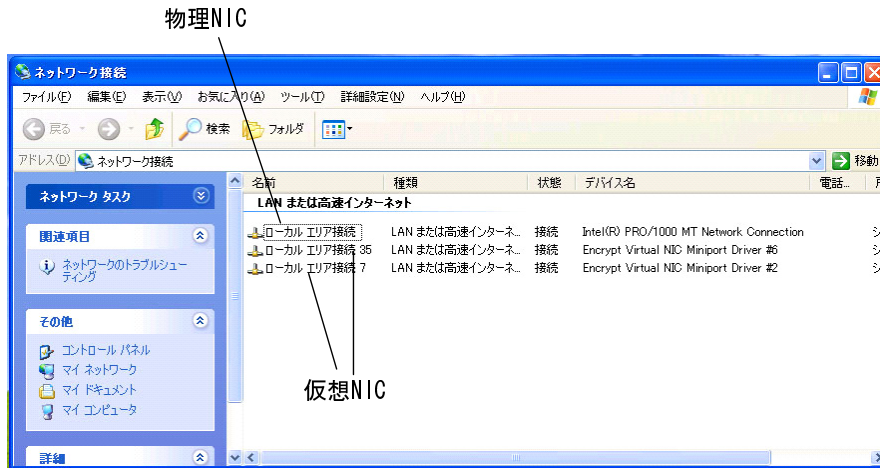 物理NIC
ネットワーク接続
ファイル(F) 編集(E) 表示(V) お気に入り(A) ツール(T) 詳細設定(N) ヘルプ(H)
戻る 検索 フォルダ
アドレス(D) ネットワーク接続 移動
名前 種類 状態 デバイス名 電話...
ネットワーク タスク
LAN または高速インターネット
ローカル エリア接続 LAN または高速インターネ... 接続 Intel(R) PRO/1000 MT Network Connection
ローカル エリア接続 35 LAN または高速インターネ... 接続 Encrypt Virtual NIC Miniport Driver #6
ローカル エリア接続 7 LAN または高速インターネ... 接続 Encrypt Virtual NIC Miniport Driver #2
関連項目
ネットワークのトラブルシュー
ティング
その他
コントロール パネル
マイ ネットワーク
マイ ドキュメント
マイ コンピュータ
仮想NIC
詳細